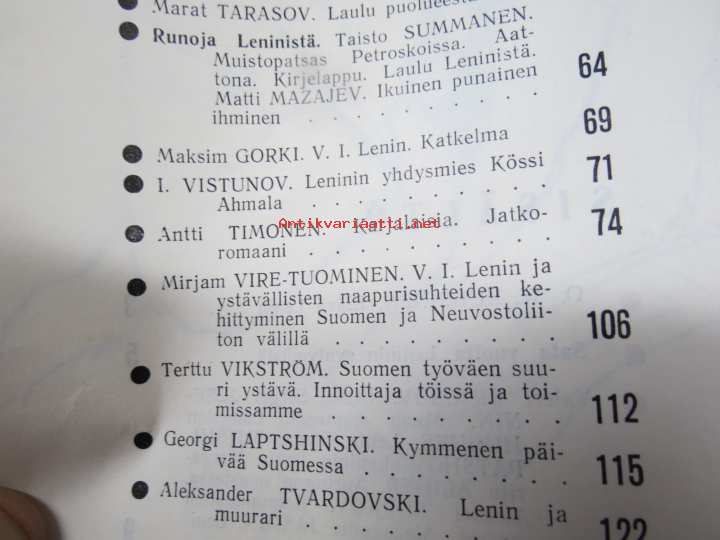 Marat TARASOV. Laulu puolueesta
Runoja Leninistä. Taisto SUMMANEN.
Muistopatsas Petroskoissa. Aat-
tona. Kirjelappu. Laulu Leninistä.
Matti MAZAJEV. Ikuinen punainen
ihminen . . . . . . . . . 64
Maksim GORKI. V. I. Lenin. Katkelma 69
I. VISTUNOV. Leninin yhdysmies Kössi
Ahmala . . . . . . . . . . 71
Antti TIMONEN. Karjalaisia. Jatko-
romaani . . . . . . . . . . 74
Antikvariaatti.net
Mirjam VIRE-TUOMINEN. V. I. Lenin ja
ystävällisten naapurisuhteiden ke-
hittyminen Suomen ja Neuvostolii-
ton välillä . . . . . . . . . 106
Terttu VIKSTRÖM. Suomen työväen suu-
ri ystävä. Innoittaja töissä ja toi-
missamme . . . . . . . . 112
Georgi LAPTSHINSKI. Kymmenen päi-
vää Suomessa . . . . . . . 115
Aleksander TVARDOVSKI. Lenin ja
muurari . . . . . . . . . 122